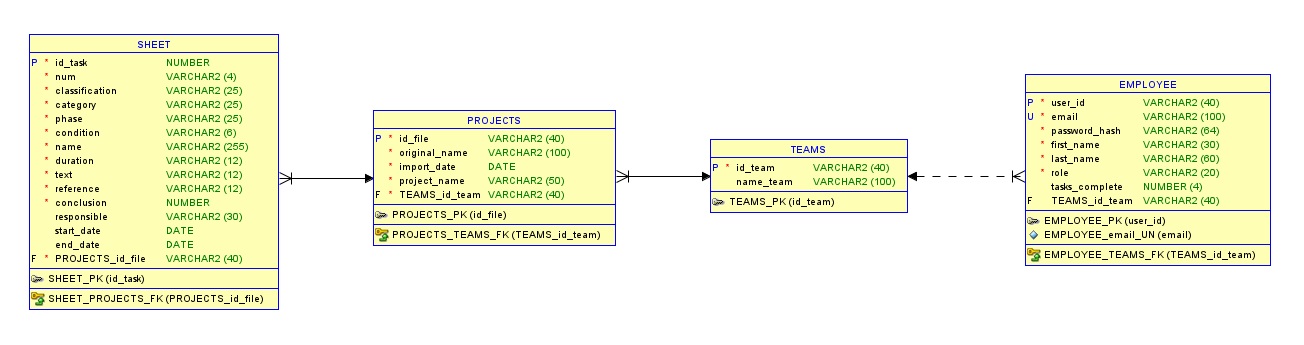 SHEET
P * id_task NUMBER
* num VARCHAR2 (4)
* classification VARCHAR2 (25)
* category VARCHAR2 (25)
* phase VARCHAR2 (25)
* condition VARCHAR2 (6)
* name VARCHAR2 (255)
* duration VARCHAR2 (12)
* text VARCHAR2 (12)
* reference VARCHAR2 (12)
* conclusion NUMBER
responsible VARCHAR2 (30)
start_date DATE
end_date DATE
F * PROJECTS_id_file VARCHAR2 (40)
SHEET_PK (id_task)
SHEET_PROJECTS_FK (PROJECTS_id_file)
PROJECTS
P * id_file VARCHAR2 (40)
* original_name VARCHAR2 (100)
* import_date DATE
* project_name VARCHAR2 (50)
F * TEAMS_id_team VARCHAR2 (40)
PROJECTS_PK (id_file)
PROJECTS_TEAMS_FK (TEAMS_id_team)
TEAMS
P * id_team VARCHAR2 (40)
name_team VARCHAR2 (100)
TEAMS_PK (id_team)
EMPLOYEE
P * user_id VARCHAR2 (40)
U * email VARCHAR2 (100)
* password_hash VARCHAR2 (64)
* first_name VARCHAR2 (30)
* last_name VARCHAR2 (60)
* role VARCHAR2 (20)
tasks_complete NUMBER (4)
F TEAMS_id_team VARCHAR2 (40)
EMPLOYEE_PK (user_id)
EMPLOYEE_email_UN (email)
EMPLOYEE_TEAMS_FK (TEAMS_id_team)